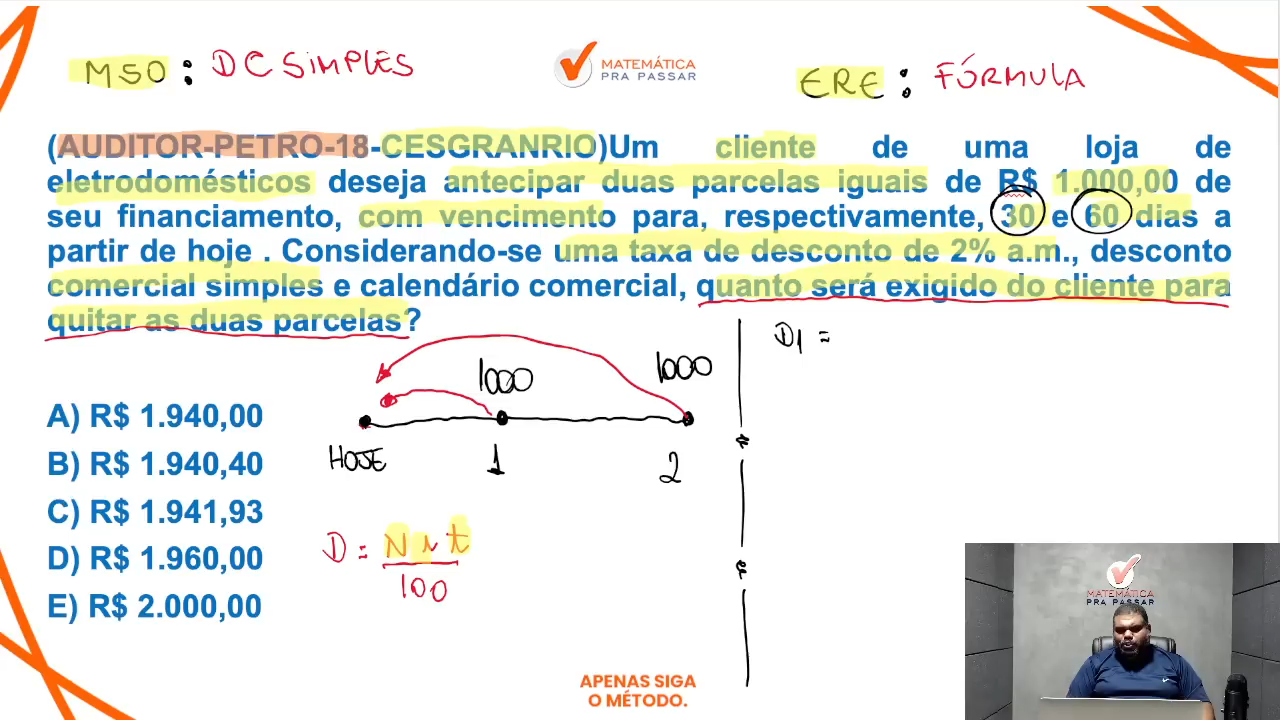 M50 : DC SIMPLES
MATEMÁTICA
PRA PASSAR
ERE : FÓRMULA
(AUDITOR-PETRO-18-CESGRANRIO)Um cliente de uma loja de
eletrodomésticos deseja antecipar duas parcelas iguais de R$ 1.000,00 de
seu financiamento, com vencimento para, respectivamente, 30 e 60 dias a
partir de hoje . Considerando-se uma taxa de desconto de 2% a.m., desconto
comercial simples e calendário comercial, quanto será exigido do cliente para
quitar as duas parcelas?
D1 =
1000
1000
HOJE
1
2
A) R$ 1.940,00
B) R$ 1.940,40
C) R$ 1.941,93
D) R$ 1.960,00
E) R$ 2.000,00
D = N r t
100
MATEMÁTICA
PRA PASSAR
APENAS SIGA
O MÉTODO.